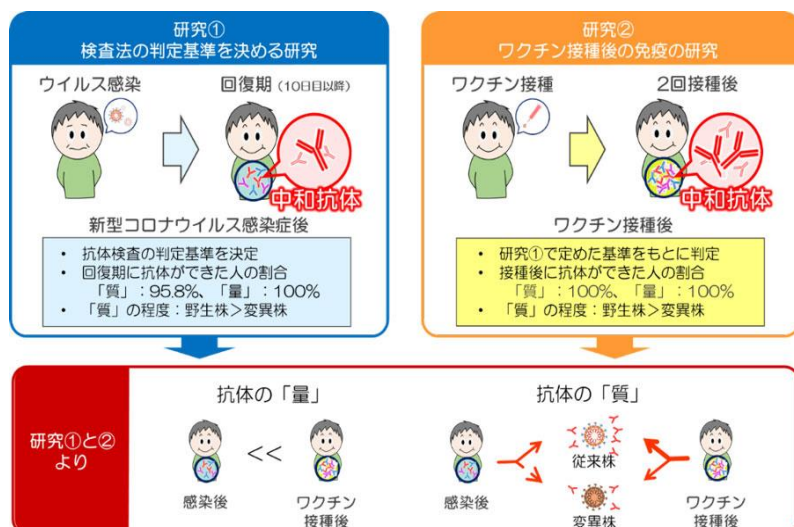 研究①
検査法の判定基準を決める研究
ウイルス感染
回復期（10日目以降）
中和抗体
新型コロナウイルス感染症後
• 抗体検査の判定基準を決定
• 回復期に抗体ができた人の割合
「質」：95.8%、「量」：100%
• 「質」の程度：野生株＞変異株
研究②
ワクチン接種後の免疫の研究
ワクチン接種
2回接種後
中和抗体
ワクチン接種後
• 研究①で定めた基準をもとに判定
• 接種後に抗体ができた人の割合
「質」：100%、「量」：100%
• 「質」の程度：野生株＞変異株
研究①と②
より
抗体の「量」
<<
感染後
ワクチン
接種後
抗体の「質」
感染後
従来株
変異株
ワクチン
接種後